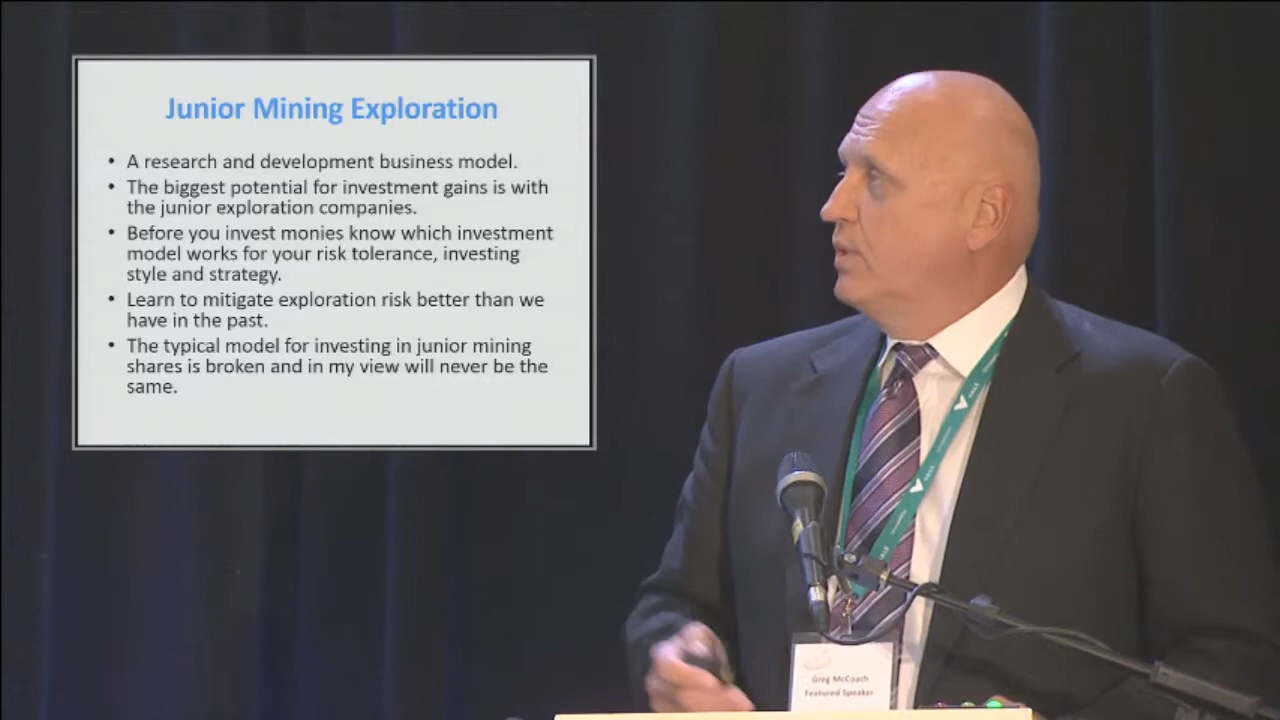 Junior Mining Exploration
• A research and development business model.
• The biggest potential for investment gains is with
the junior exploration companies.
• Before you invest monies know which investment
model works for your risk tolerance, investing
style and strategy.
• Learn to mitigate exploration risk better than we
have in the past.
• The typical model for investing in junior mining
shares is broken and in my view will never be the
same.
VALE
VALE
VALE
Greg McCoach
Featured Speaker